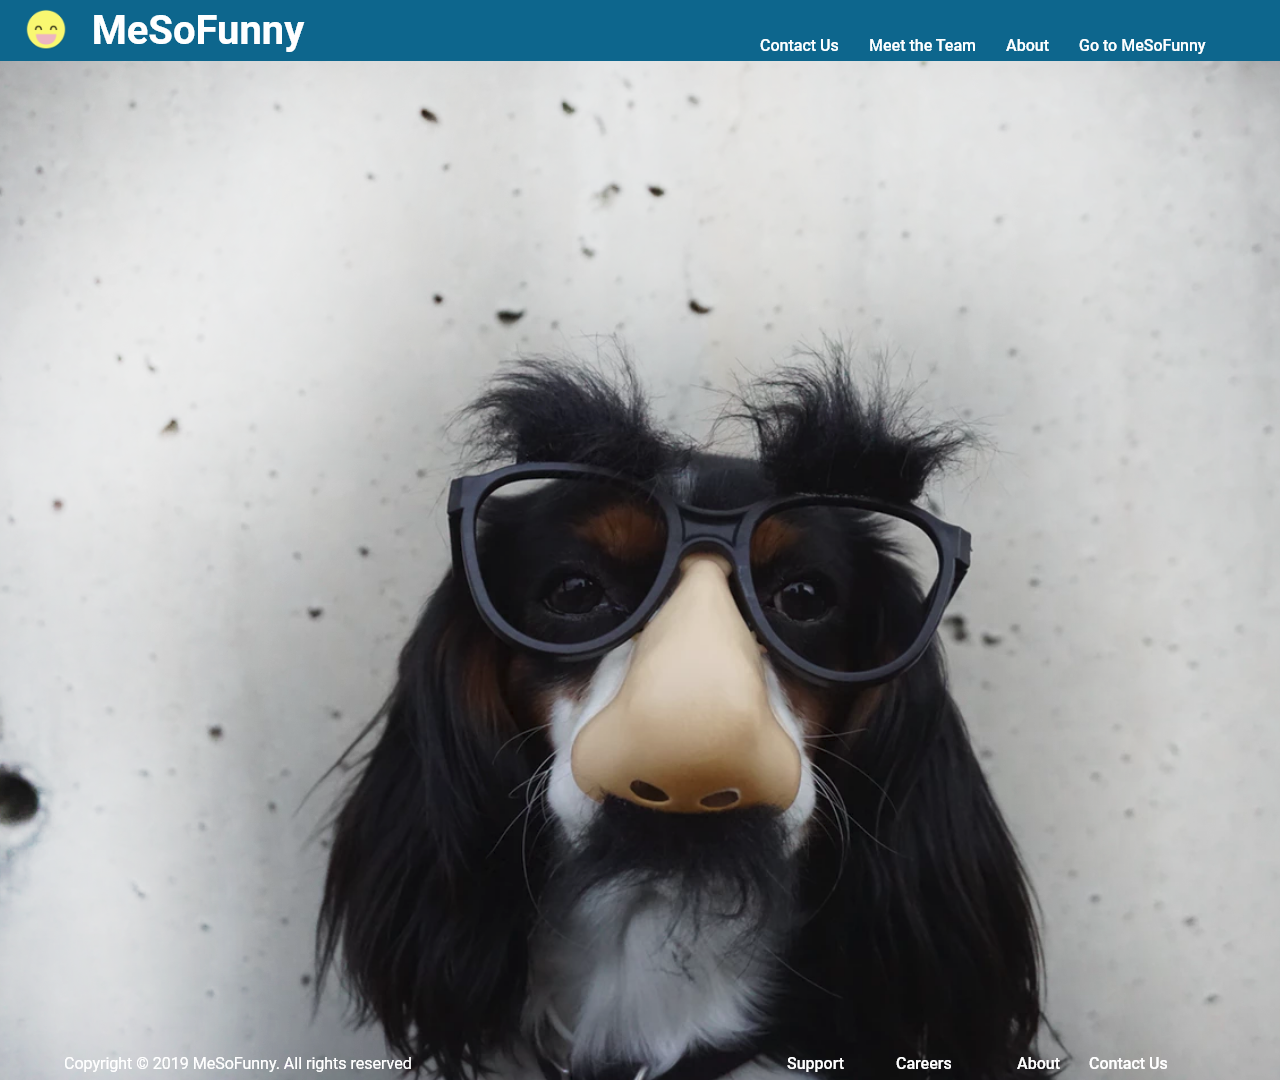 MeSoFunny
Contact Us Meet the Team About Go to MeSoFunny
Copyright © 2019 MeSoFunny. All rights reserved Support Careers About Contact Us